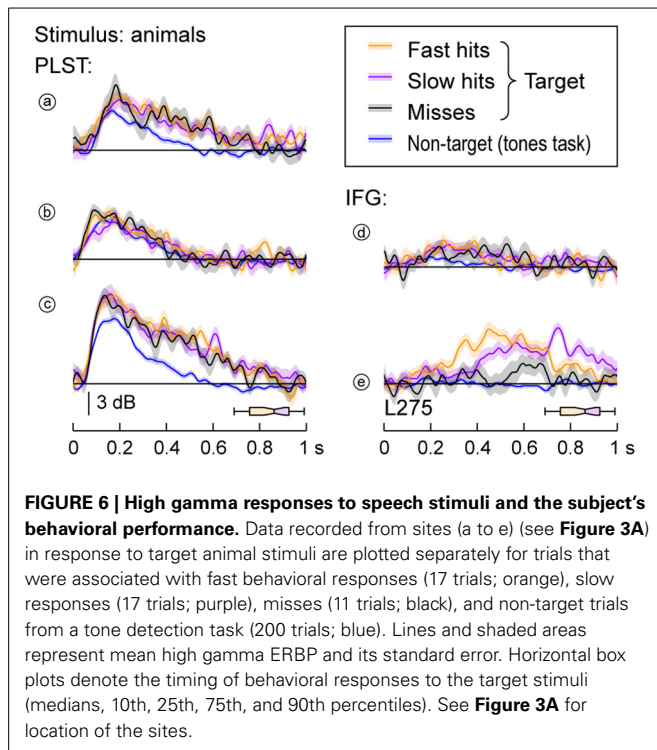 Stimulus: animals
PLST:
Fast hits
Slow hits
Misses
Target
Non-target (tones task)
IFG:
a
b
c
d
e
3 dB
L275
0 0.2 0.4 0.6 0.8 1 s
0 0.2 0.4 0.6 0.8 1 s
FIGURE 6 | High gamma responses to speech stimuli and the subject's
behavioral performance. Data recorded from sites (a to e) (see Figure 3A)
in response to target animal stimuli are plotted separately for trials that
were associated with fast behavioral responses (17 trials; orange), slow
responses (17 trials; purple), misses (11 trials; black), and non-target trials
from a tone detection task (200 trials; blue). Lines and shaded areas
represent mean high gamma ERBP and its standard error. Horizontal box
plots denote the timing of behavioral responses to the target stimuli
(medians, 10th, 25th, 75th, and 90th percentiles). See Figure 3A for
location of the sites.